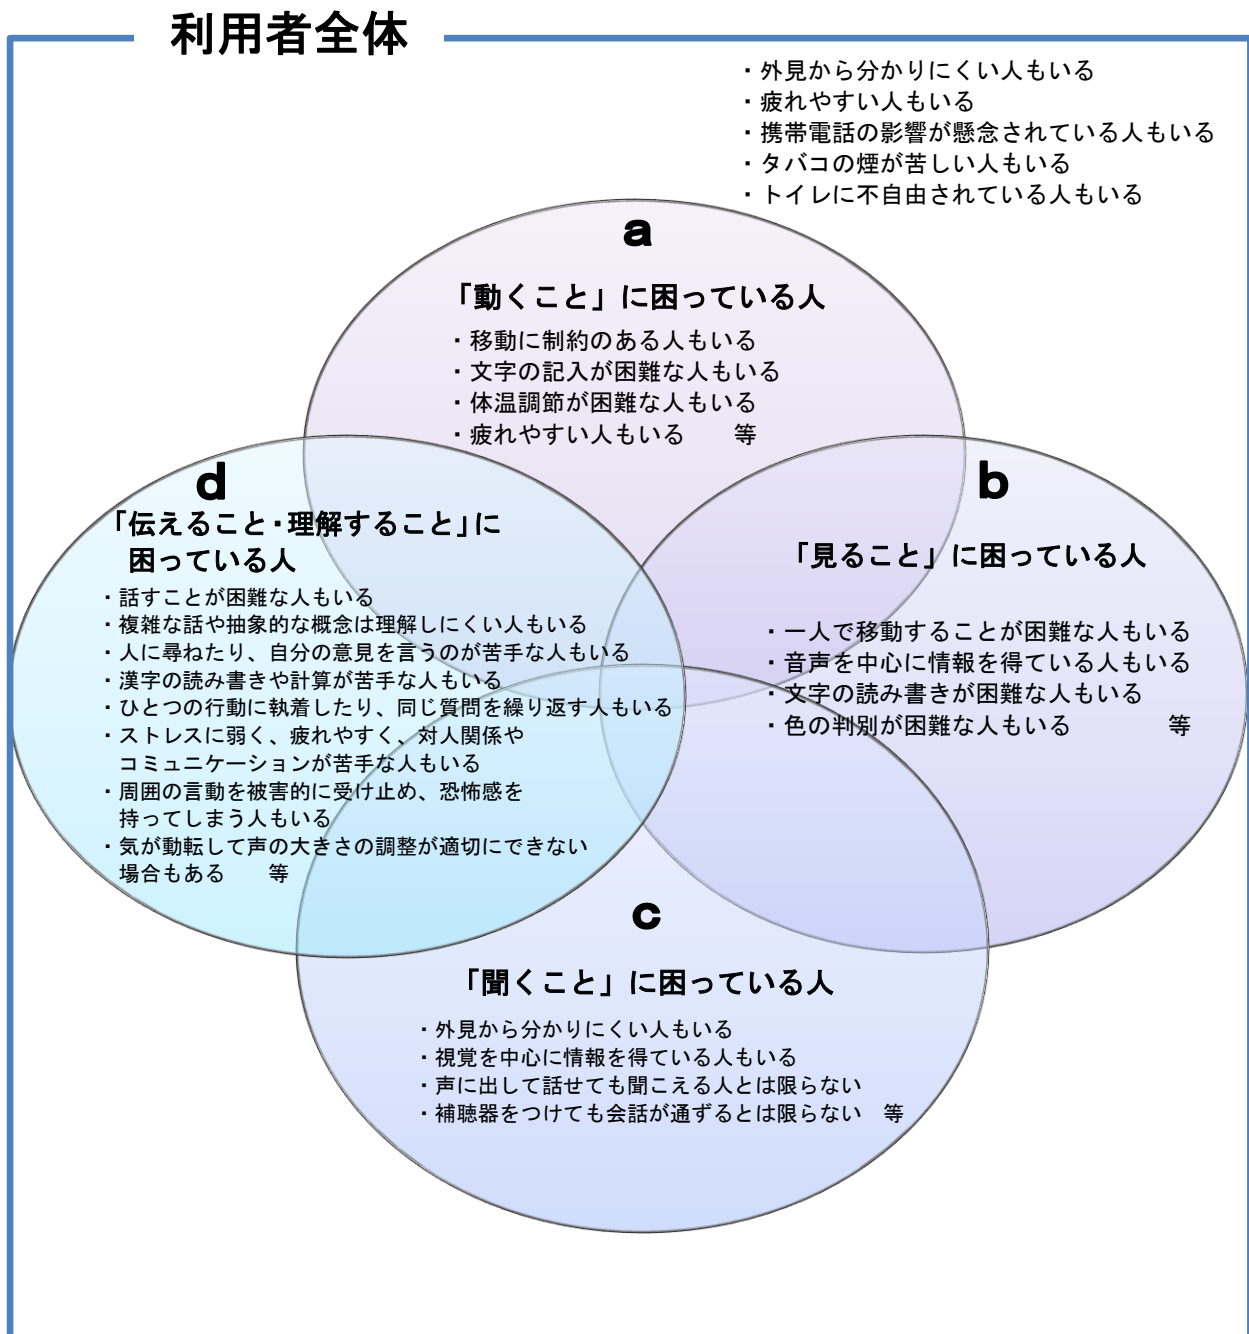 利用者全体
・外見から分かりにくい人もいる
・疲れやすい人もいる
・携帯電話の影響が懸念されている人もいる
・タバコの煙が苦しい人もいる
・トイレに不自由されている人もいる
a
「動くこと」に困っている人
・移動に制約のある人もいる
・文字の記入が困難な人もいる
・体温調節が困難な人もいる
・疲れやすい人もいる　　等
b
「見ること」に困っている人
・一人で移動することが困難な人もいる
・音声を中心に情報を得ている人もいる
・文字の読み書きが困難な人もいる
・色の判別が困難な人もいる　　　　等
d
「伝えること・理解すること」に
困っている人
・話すことが困難な人もいる
・複雑な話や抽象的な概念は理解しにくい人もいる
・人に尋ねたり、自分の意見を言うのが苦手な人もいる
・漢字の読み書きや計算が苦手な人もいる
・ひとつの行動に執着したり、同じ質問を繰り返す人もいる
・ストレスに弱く、疲れやすく、対人関係や
コミュニケーションが苦手な人もいる
・周囲の言動を被害的に受け止め、恐怖感を
持ってしまう人もいる
・気が動転して声の大きさの調整が適切にできない
場合もある　　等
c
「聞くこと」に困っている人
・外見から分かりにくい人もいる
・視覚を中心に情報を得ている人もいる
・声に出して話せても聞こえる人とは限らない
・補聴器をつけても会話が通ずるとは限らない　等